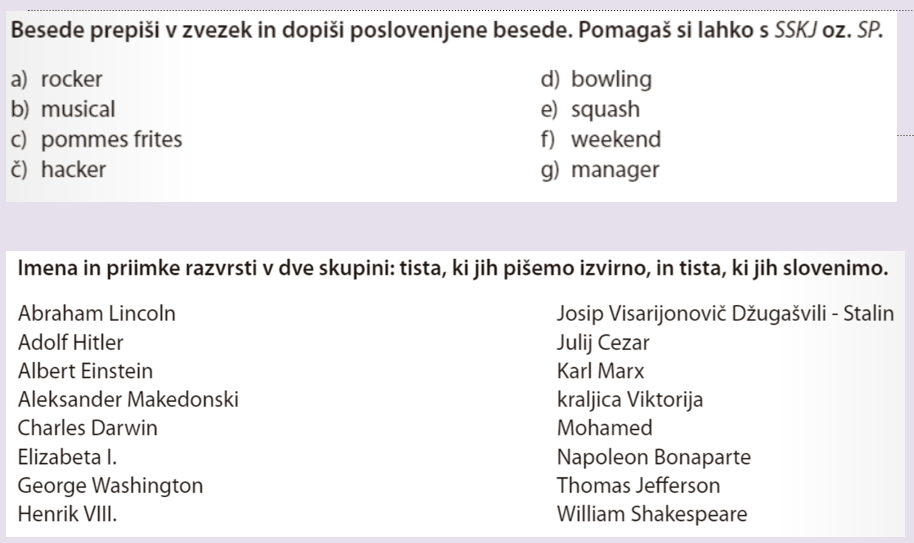 Besede prepiši v zvezek in dopiši poslovenjene besede. Pomagaš si lahko s SSKJ oz. SP.
a) rocker
b) musical
c) pommes frites
č) hacker
d) bowling
e) squash
f) weekend
g) manager
Imena in priimke razvrsti v dve skupini: tista, ki jih pišemo izvirno, in tista, ki jih slovenimo.
Abraham Lincoln
Adolf Hitler
Albert Einstein
Aleksander Makedonski
Charles Darwin
Elizabeta I.
George Washington
Henrik VIII.
Josip Visarijonovič Džugašvili - Stalin
Julij Cezar
Karl Marx
kraljica Viktorija
Mohamed
Napoleon Bonaparte
Thomas Jefferson
William Shakespeare